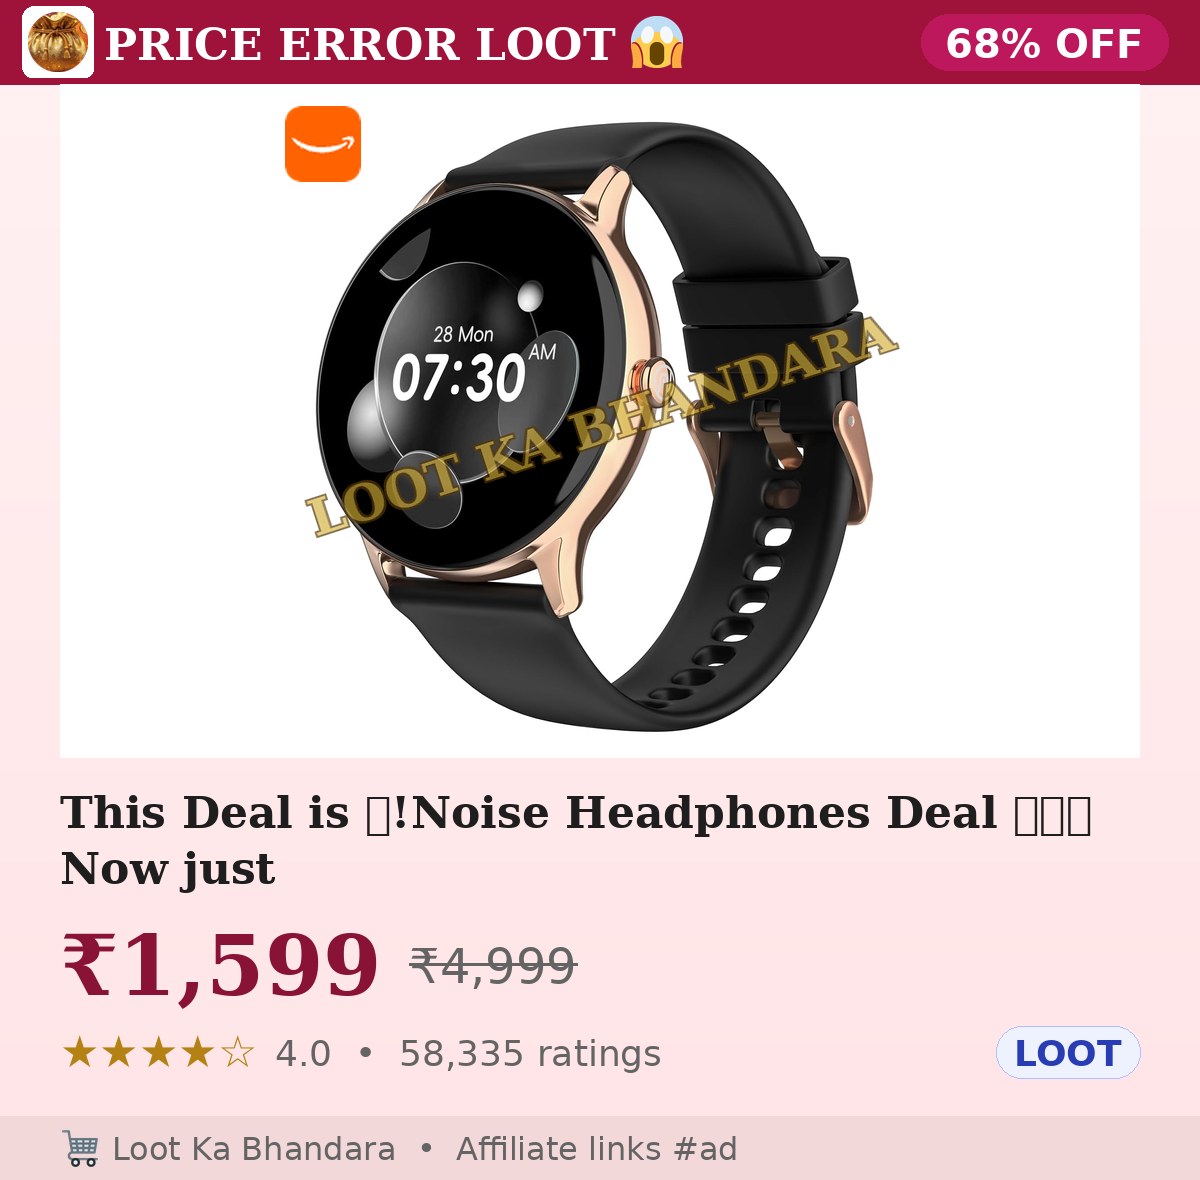 PRICE ERROR LOOT 😱
68% OFF
28 Mon
07:30 AM
LOOT KA BHANDARA
This Deal is □!Noise Headphones Deal □□□
Now just
₹1,599 ₹4,999
★★★★☆ 4.0 • 58,335 ratings
LOOT
🛒 Loot Ka Bhandara • Affiliate links #ad